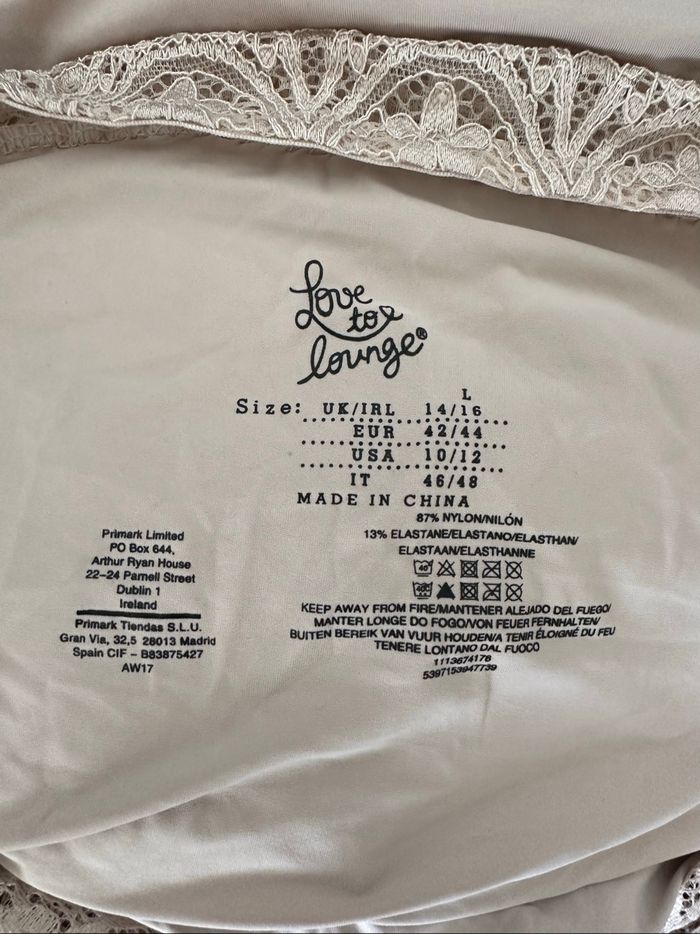 Love
to
lounge®
L
Size: UK/IRL 14/16
EUR 42/44
USA 10/12
IT 46/48
MADE IN CHINA
87% NYLON/NILÓN
13% ELASTANE/ELASTANO/ELASTHAN/
ELASTAAN/ELASTHANNE
40
KEEP AWAY FROM FIRE/MANTENER ALEJADO DEL FUEGO/
MANTER LONGE DO FOGO/VON FEUER FERNHALTEN/
BUITEN BEREIK VAN VUUR HOUDEN/A TENIR ÉLOIGNÉ DU FEU
TENERE LONTANO DAL FUOCO
1113674176
5397153947739
Primark Limited
PO Box 644,
Arthur Ryan House
22-24 Parnell Street
Dublin 1
Ireland
Primark Tiendas S.L.U.
Gran Via, 32,5 28013 Madrid
Spain CIF – B83875427
AW17